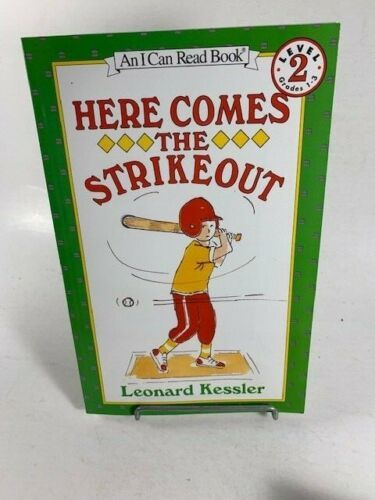 An I Can Read Book®
LEVEL
2
Grades 1-3
HERE COMES
THE
STRIKEOUT
Leonard Kessler